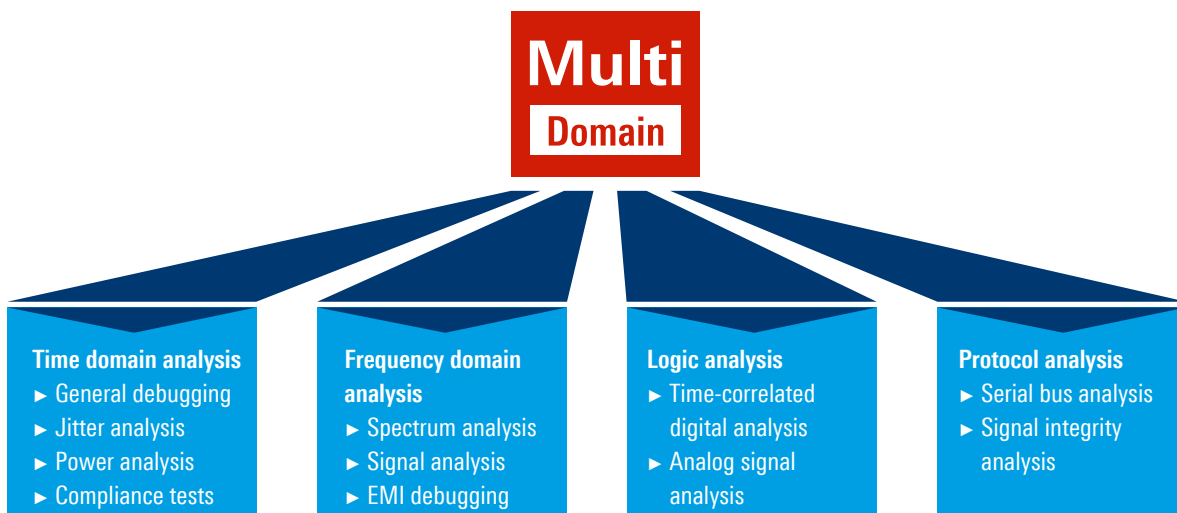 Multi
Domain
Time domain analysis
► General debugging
► Jitter analysis
► Power analysis
► Compliance tests
Frequency domain
analysis
► Spectrum analysis
► Signal analysis
► EMI debugging
Logic analysis
► Time-correlated
digital analysis
► Analog signal
analysis
Protocol analysis
► Serial bus analysis
► Signal integrity
analysis